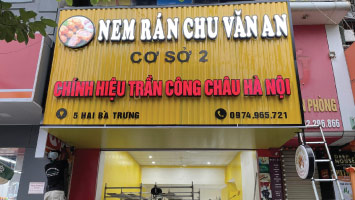 NEM RÁN CHU VĂN AN
CƠ SỞ 2
CHÍNH HIỆU TRẦN CÔNG CHÂU HÀ NỘI
5 HAI BÀ TRƯNG
0974.965.721
PHÒNG